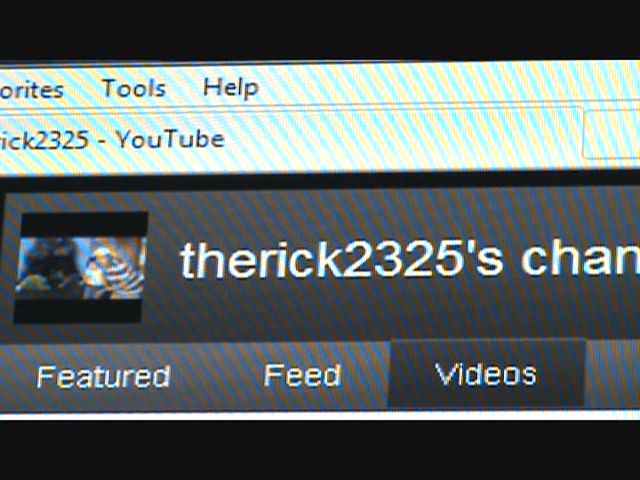 orites Tools Help
rick2325 - YouTube
therick2325's chan
Featured Feed Videos